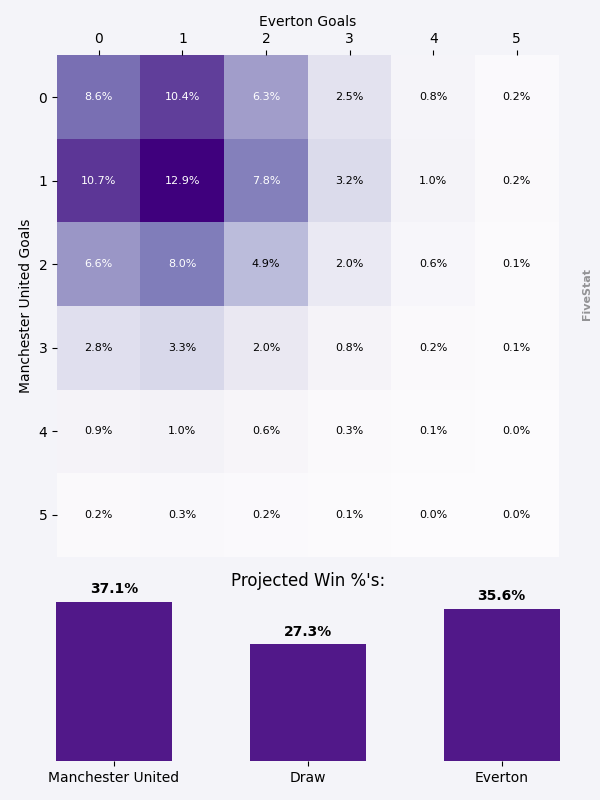 Everton Goals
0 1 2 3 4 5
0 8.6% 10.4% 6.3% 2.5% 0.8% 0.2%
1 10.7% 12.9% 7.8% 3.2% 1.0% 0.2%
2 6.6% 8.0% 4.9% 2.0% 0.6% 0.1%
3 2.8% 3.3% 2.0% 0.8% 0.2% 0.1%
4 0.9% 1.0% 0.6% 0.3% 0.1% 0.0%
5 0.2% 0.3% 0.2% 0.1% 0.0% 0.0%
Manchester United Goals
FiveStat
Projected Win %'s:
37.1% 27.3% 35.6%
Manchester United Draw Everton